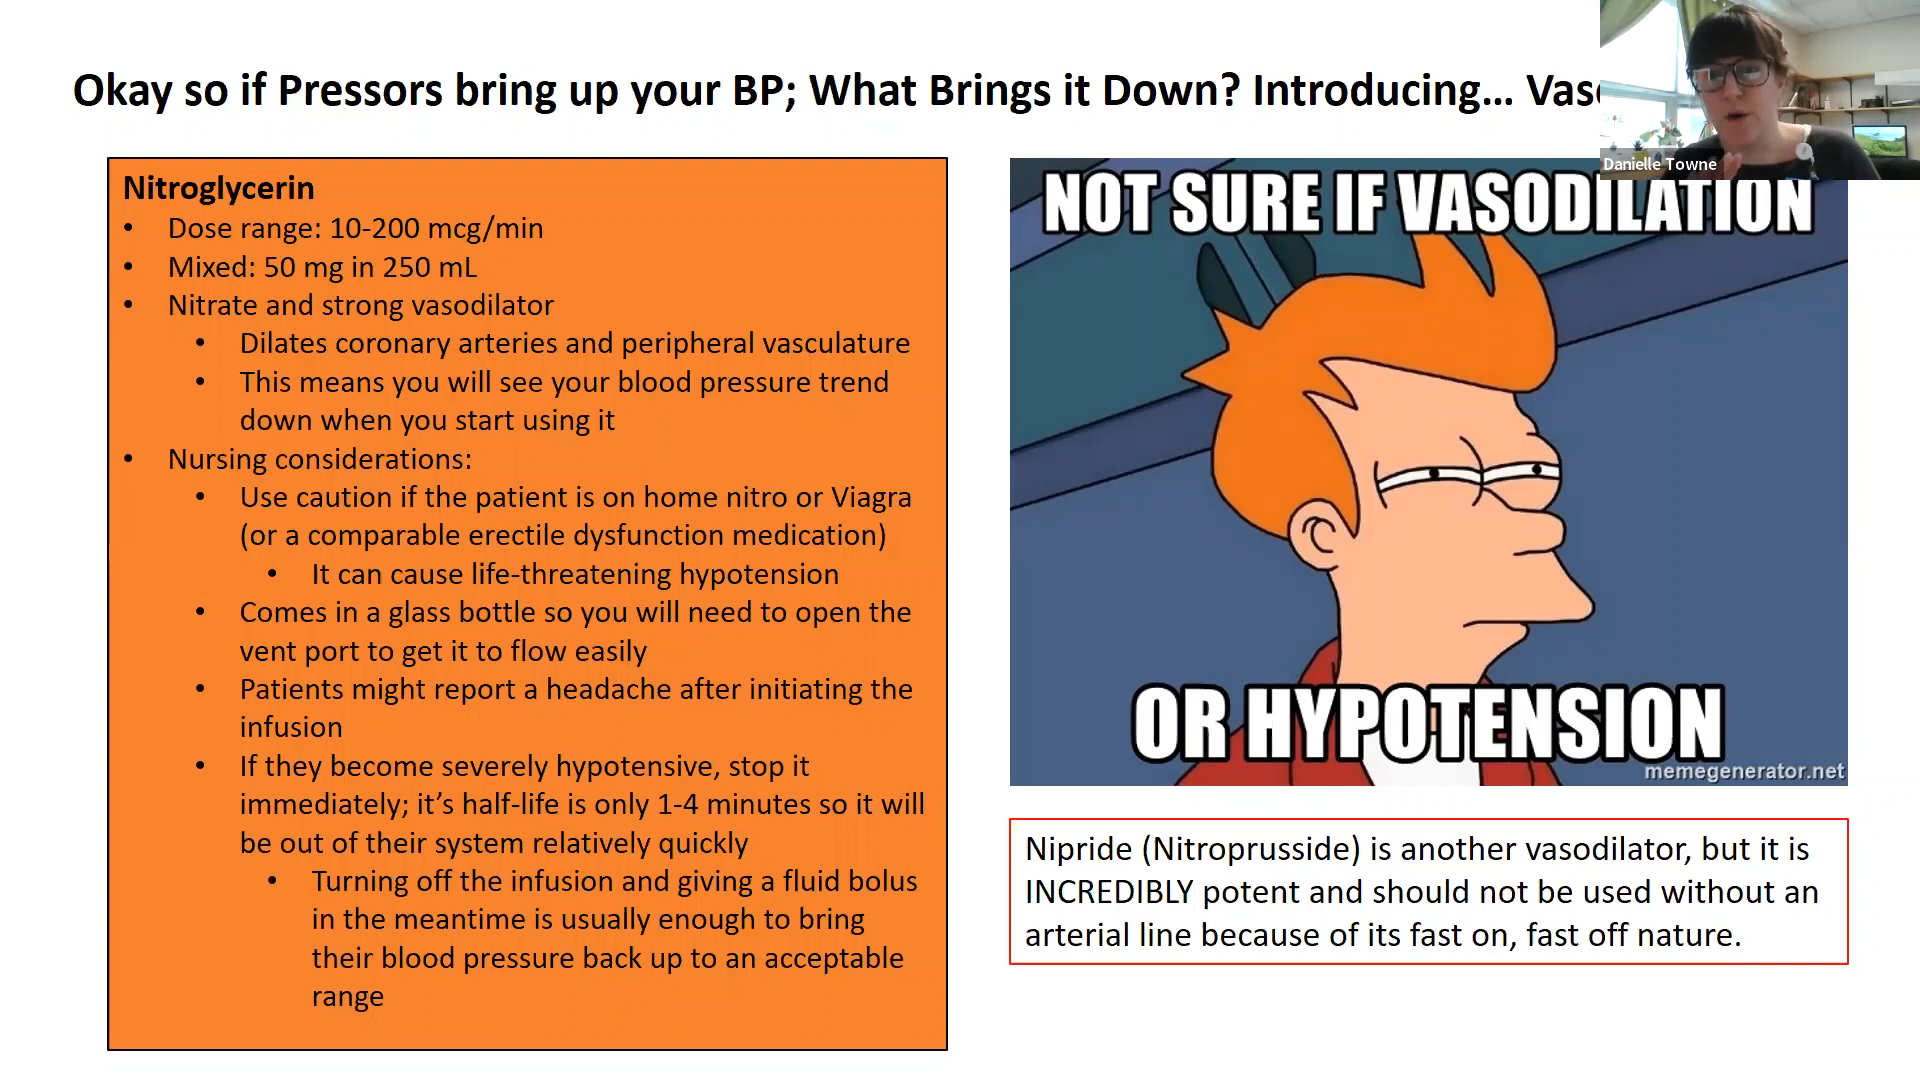 Okay so if Pressors bring up your BP; What Brings it Down? Introducing...
Danielle Towne
Nitroglycerin
• Dose range: 10-200 mcg/min
• Mixed: 50 mg in 250 mL
• Nitrate and strong vasodilator
• Dilates coronary arteries and peripheral vasculature
• This means you will see your blood pressure trend
down when you start using it
• Nursing considerations:
• Use caution if the patient is on home nitro or Viagra
(or a comparable erectile dysfunction medication)
• It can cause life-threatening hypotension
• Comes in a glass bottle so you will need to open the
vent port to get it to flow easily
• Patients might report a headache after initiating the
infusion
• If they become severely hypotensive, stop it
immediately; it’s half-life is only 1-4 minutes so it will
be out of their system relatively quickly
• Turning off the infusion and giving a fluid bolus
in the meantime is usually enough to bring
their blood pressure back up to an acceptable
range
NOT SURE IF VASODILATION
OR HYPOTENSION
memegenerator.net
Nipride (Nitroprusside) is another vasodilator, but it is
INCREDIBLY potent and should not be used without an
arterial line because of its fast on, fast off nature.